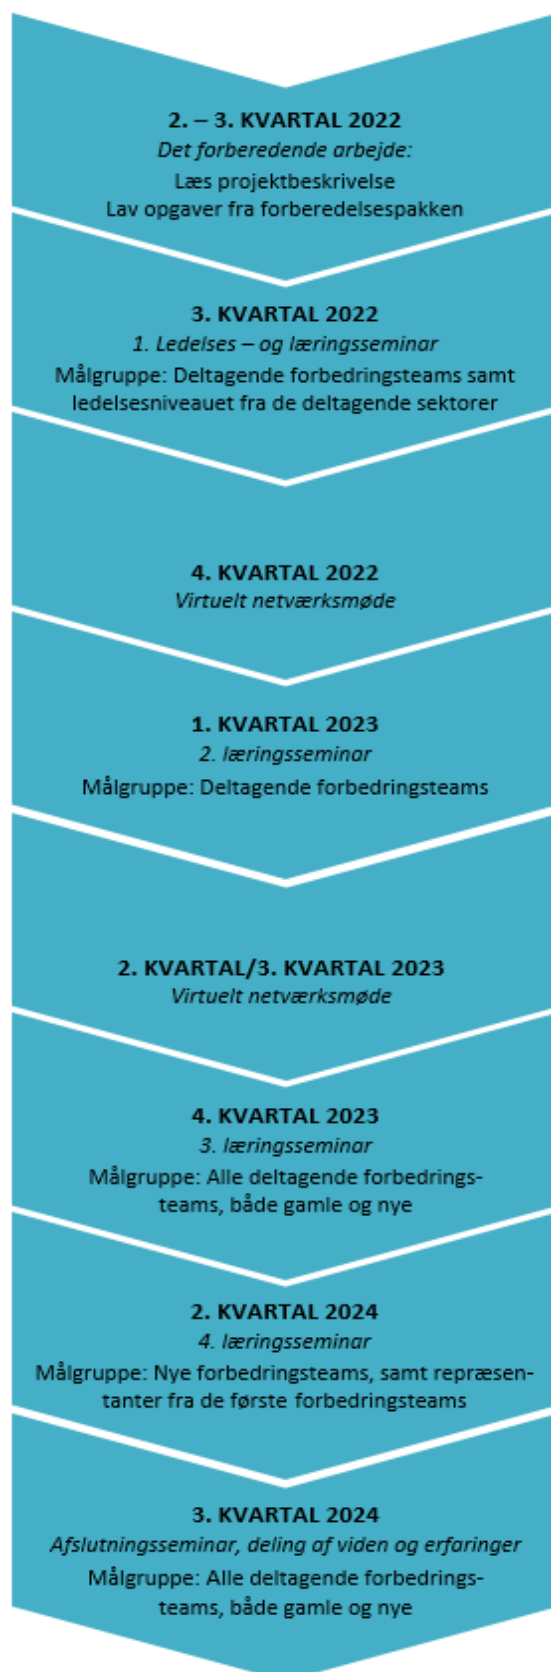 2. – 3. KVARTAL 2022
Det forberedende arbejde:
Læs projektbeskrivelse
Lav opgaver fra forberedelsespakken
3. KVARTAL 2022
1. Ledelses – og læringsseminar
Målgruppe: Deltagende forbedringsteams samt
ledelsesniveauet fra de deltagende sektorer
4. KVARTAL 2022
Virtuelt netværksmøde
1. KVARTAL 2023
2. læringsseminar
Målgruppe: Deltagende forbedringsteams
2. KVARTAL/3. KVARTAL 2023
Virtuelt netværksmøde
4. KVARTAL 2023
3. læringsseminar
Målgruppe: Alle deltagende forbedrings-
teams, både gamle og nye
2. KVARTAL 2024
4. læringsseminar
Målgruppe: Nye forbedringsteams, samt repræsen-
tanter fra de første forbedringsteams
3. KVARTAL 2024
Afslutningsseminar, deling af viden og erfaringer
Målgruppe: Alle deltagende forbedrings-
teams, både gamle og nye